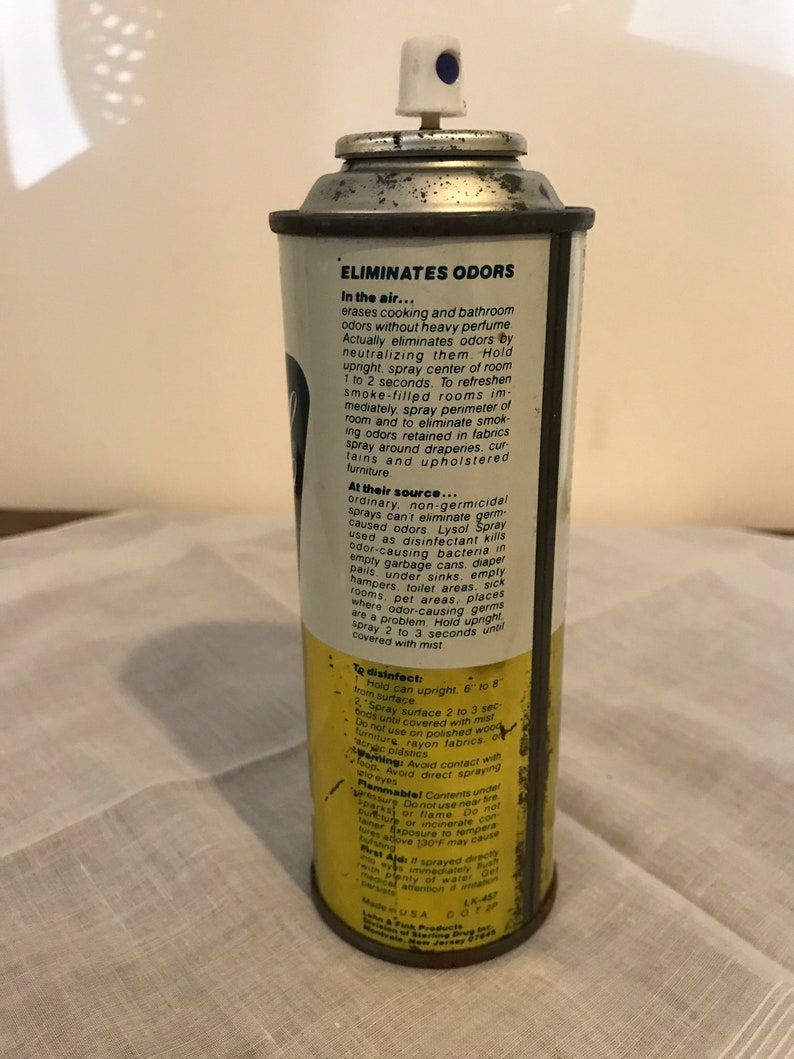 ELIMINATES ODORS
In the air...
erases cooking and bathroom
odors without heavy perfume.
Actually eliminates odors by
neutralizing them. Hold
upright, spray center of room
1 to 2 seconds. To refreshen
smoke-filled rooms im-
mediately, spray perimeter of
room and to eliminate smok-
ing odors retained in fabrics
spray around draperies, cur-
tains and upholstered
furniture.
At their source...
ordinary, non-germicidal
sprays can't eliminate germ-
caused odors. Lysol Spray
used as disinfectant kills
odor-causing bacteria in
empty garbage cans, diaper
pails under sinks, empty
hampers, toilet areas, sick
rooms, pet areas, places
where odor-causing germs
are a problem. Hold upright,
spray 2 to 3 seconds until
covered with mist.
To disinfect:
1. Hold can upright, 6" to 8"
from surface.
2. Spray surface 2 to 3 sec-
onds until covered with mist.
Do not use on polished wood
furniture, rayon fabrics, or
acrylic plastics.
Warning: Avoid contact with
food. Avoid direct spraying
into eyes.
Flammable! Contents under
pressure. Do not use near fire,
sparks, or flame. Do not
puncture or incinerate con-
tainer. Exposure to tempera-
tures above 130°F may cause
bursting.
First Aid: If sprayed directly
into eyes immediately flush
with plenty of water. Get
medical attention if irritation
persists.
LK-457
Made in U.S.A. D O T 2P
Lehn & Fink Products
Division of Sterling Drug Inc.
Montvale, New Jersey 07645